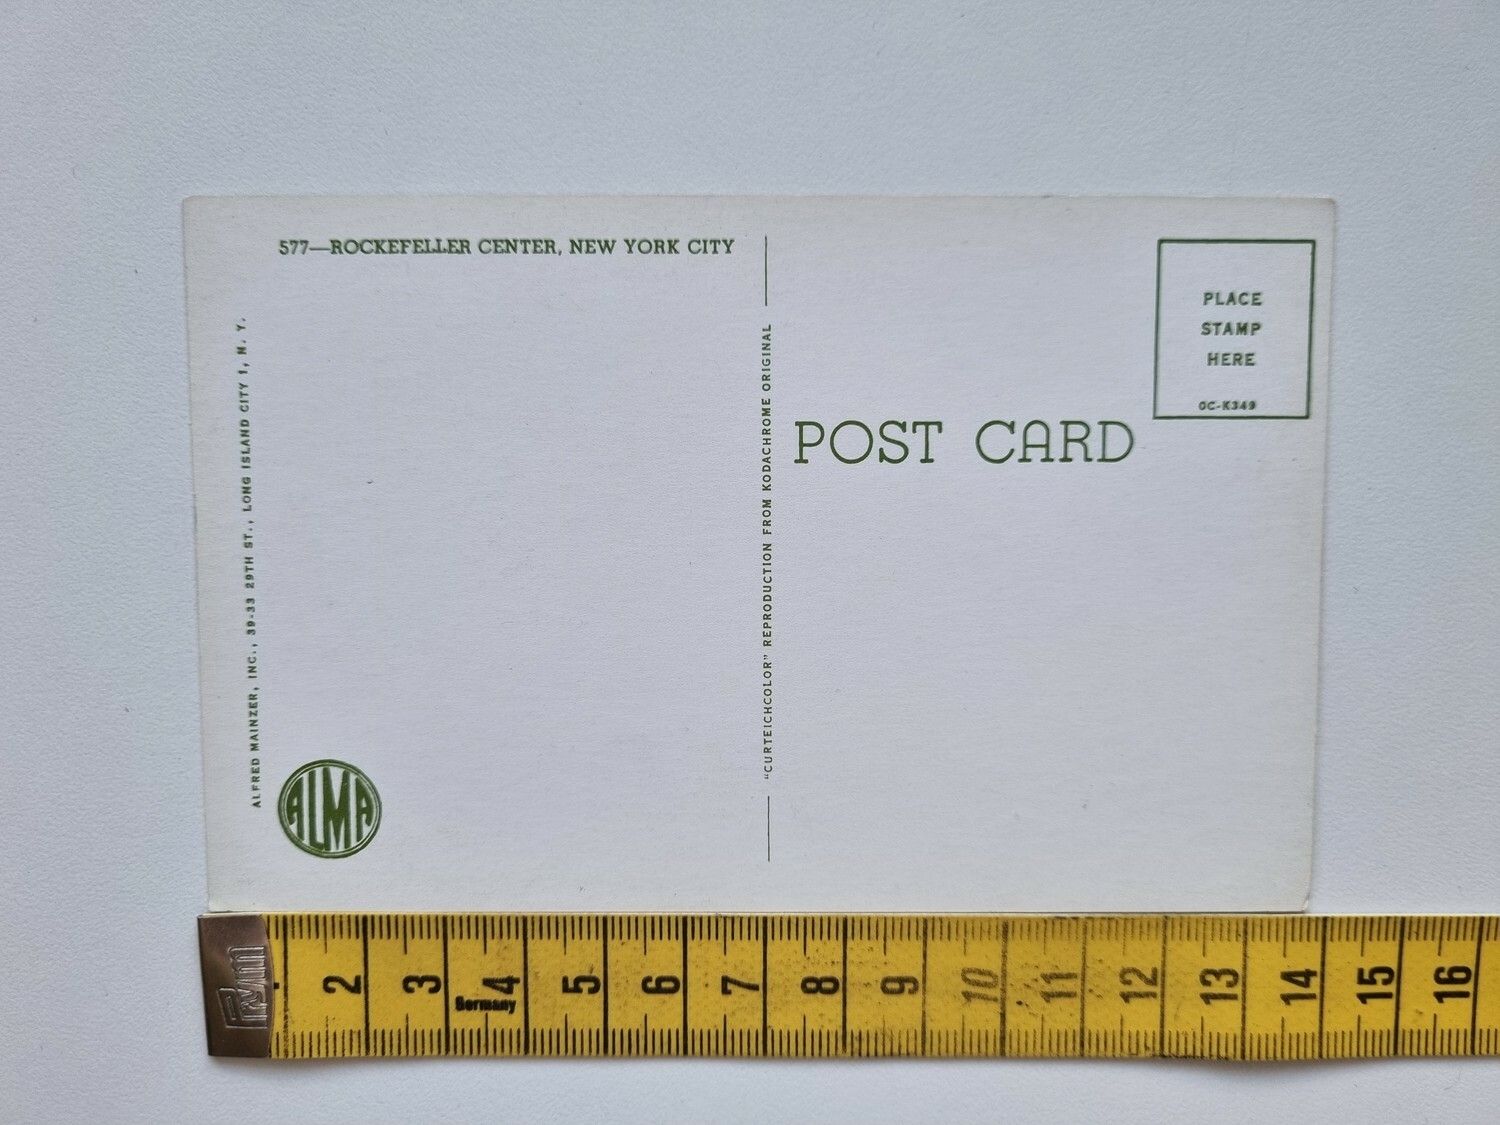 577—ROCKEFELLER CENTER, NEW YORK CITY
ALFRED MAINZER, INC., 39-33 29TH ST., LONG ISLAND CITY 1, N. Y.
ALMA
"CURTEICHCOLOR" REPRODUCTION FROM KODACHROME ORIGINAL
PLACE
STAMP
HERE
OC-K349
POST CARD
Prym
2 3 4 5 6 7 8 9 10 11 12 13 14 15 16
Germany